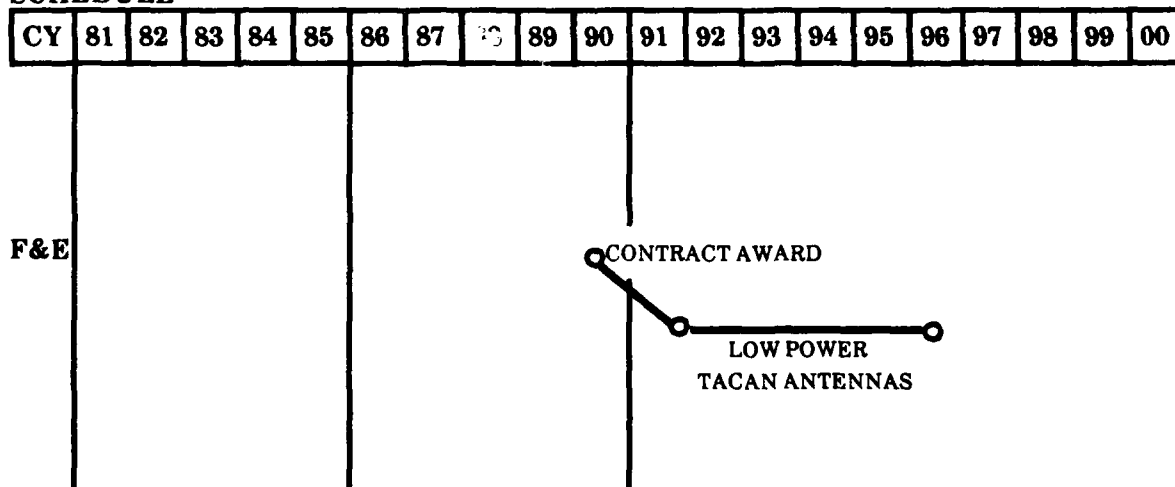 SCHEDULE
CY 81 82 83 84 85 86 87 89 90 91 92 93 94 95 96 97 98 99 00
F&E
CONTRACT AWARD
LOW POWER
TACAN ANTENNAS